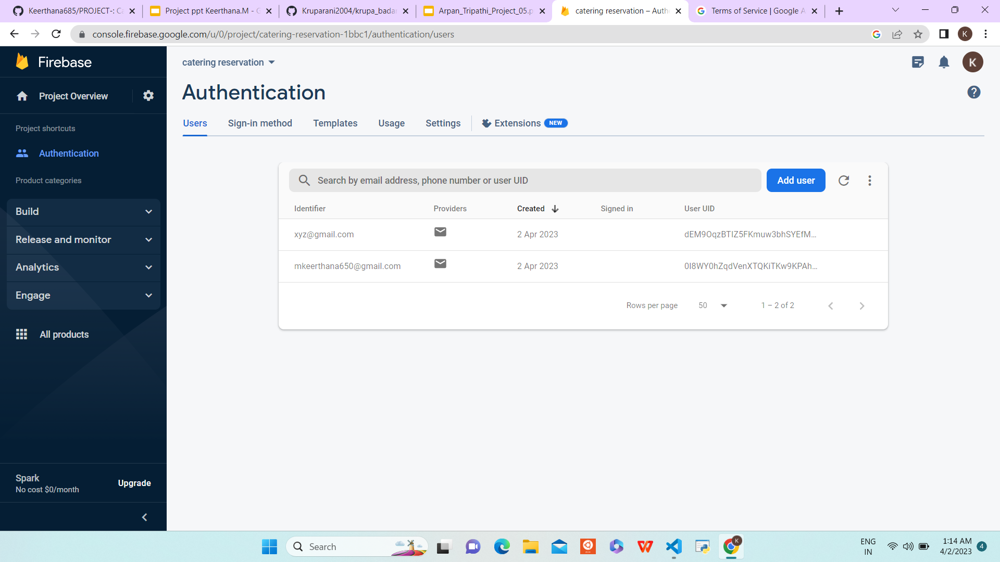 Keerthana685/PROJECT-: Ca
Project ppt Keerthana.M - G
Kruparani2004/krupa_badar
Arpan_Tripathi_Project_05.p
catering reservation – Authe
Terms of Service | Google A
console.firebase.google.com/u/0/project/catering-reservation-1bbc1/authentication/users
K
Firebase
catering reservation
K
Project Overview
Authentication
Project shortcuts
Users
Sign-in method
Templates
Usage
Settings
Extensions
NEW
Authentication
Product categories
Search by email address, phone number or user UID
Add user
Build
Identifier
Providers
Created
Signed in
User UID
xyz@gmail.com
2 Apr 2023
dEM9OqzBTIZ5FKmuw3bhSYEfM...
Release and monitor
Analytics
mkeerthana650@gmail.com
2 Apr 2023
0I8WY0hZqdVenXTQKiTKw9KPAh...
Engage
Rows per page
50
1 – 2 of 2
All products
Spark
No cost $0/month
Upgrade
Search
K
ENG
IN
1:14 AM
4/2/2023
4